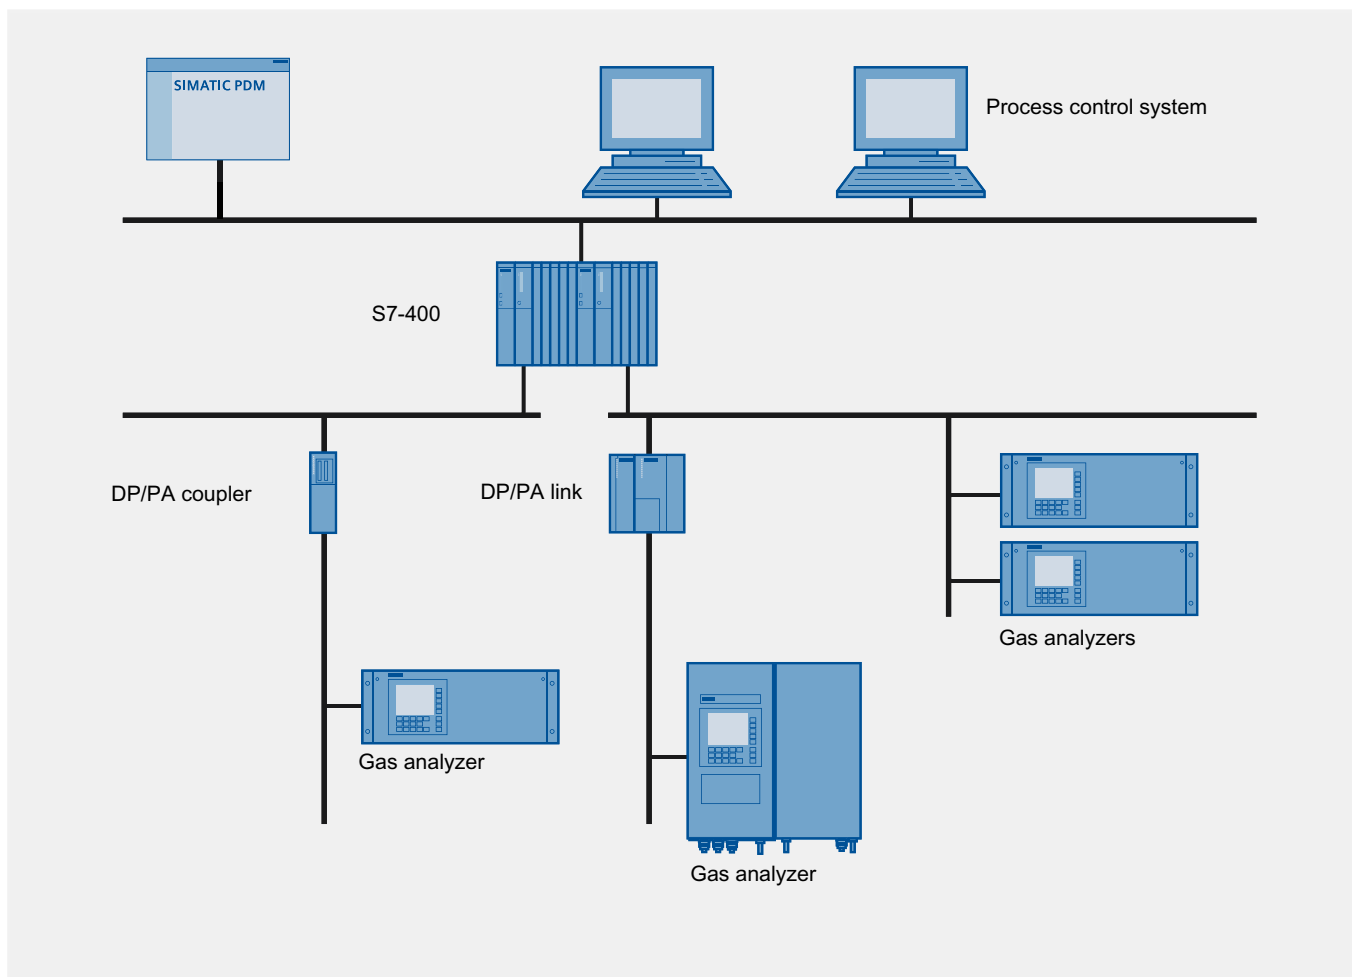 SIMATIC PDM
Process control system
S7-400
DP/PA coupler
DP/PA link
Gas analyzers
Gas analyzer
Gas analyzer